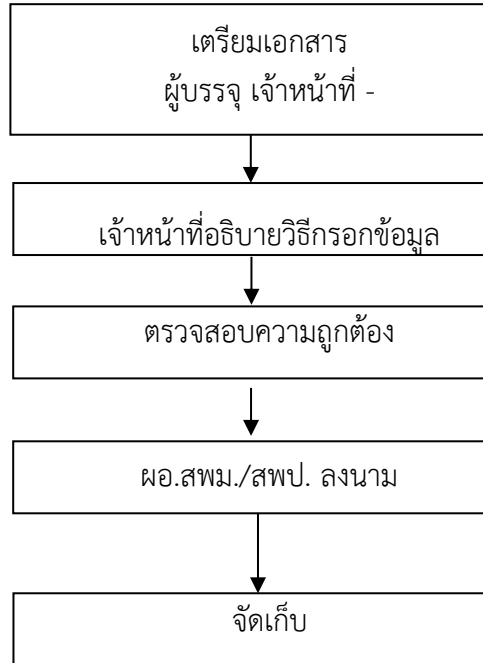 เตรียมเอกสาร
ผู้บรรจุ เจ้าหน้าที่ -
เจ้าหน้าที่อธิบายวิธีกรอกข้อมูล
ตรวจสอบความถูกต้อง
ผอ.สพม./สพป. ลงนาม
จัดเก็บ